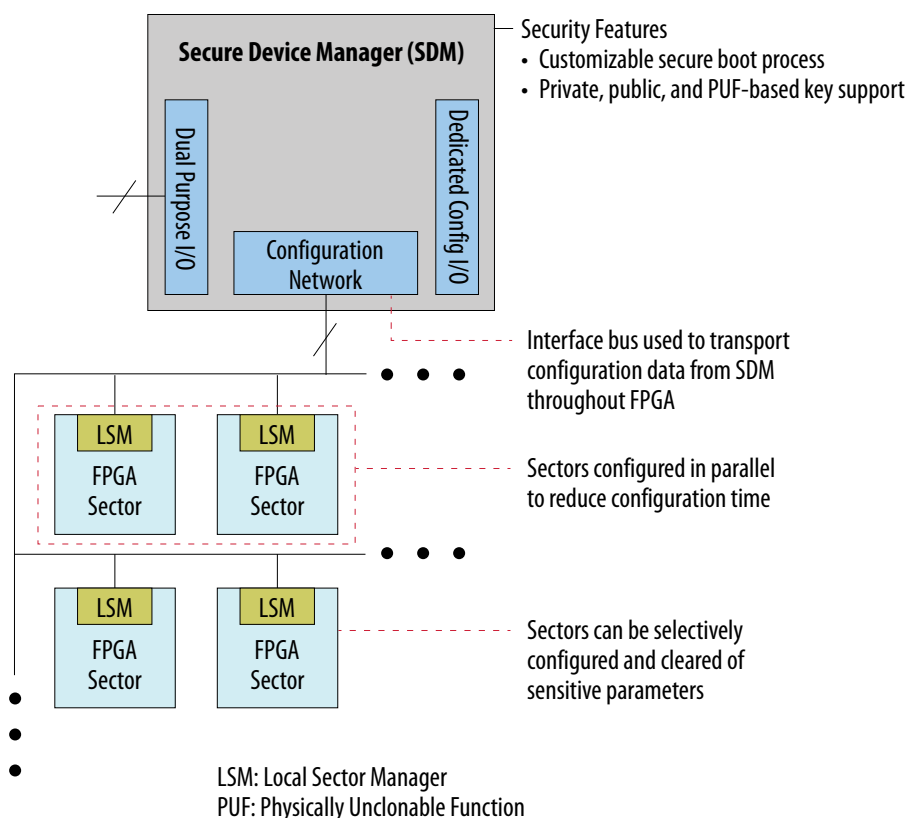 Secure Device Manager (SDM)
Security Features
• Customizable secure boot process
• Private, public, and PUF-based key support
Dual Purpose I/O
Dedicated Config I/O
Configuration
Network
Interface bus used to transport
configuration data from SDM
throughout FPGA
LSM
FPGA
Sector
LSM
FPGA
Sector
Sectors configured in parallel
to reduce configuration time
LSM
FPGA
Sector
LSM
FPGA
Sector
Sectors can be selectively
configured and cleared of
sensitive parameters
LSM: Local Sector Manager
PUF: Physically Unclonable Function